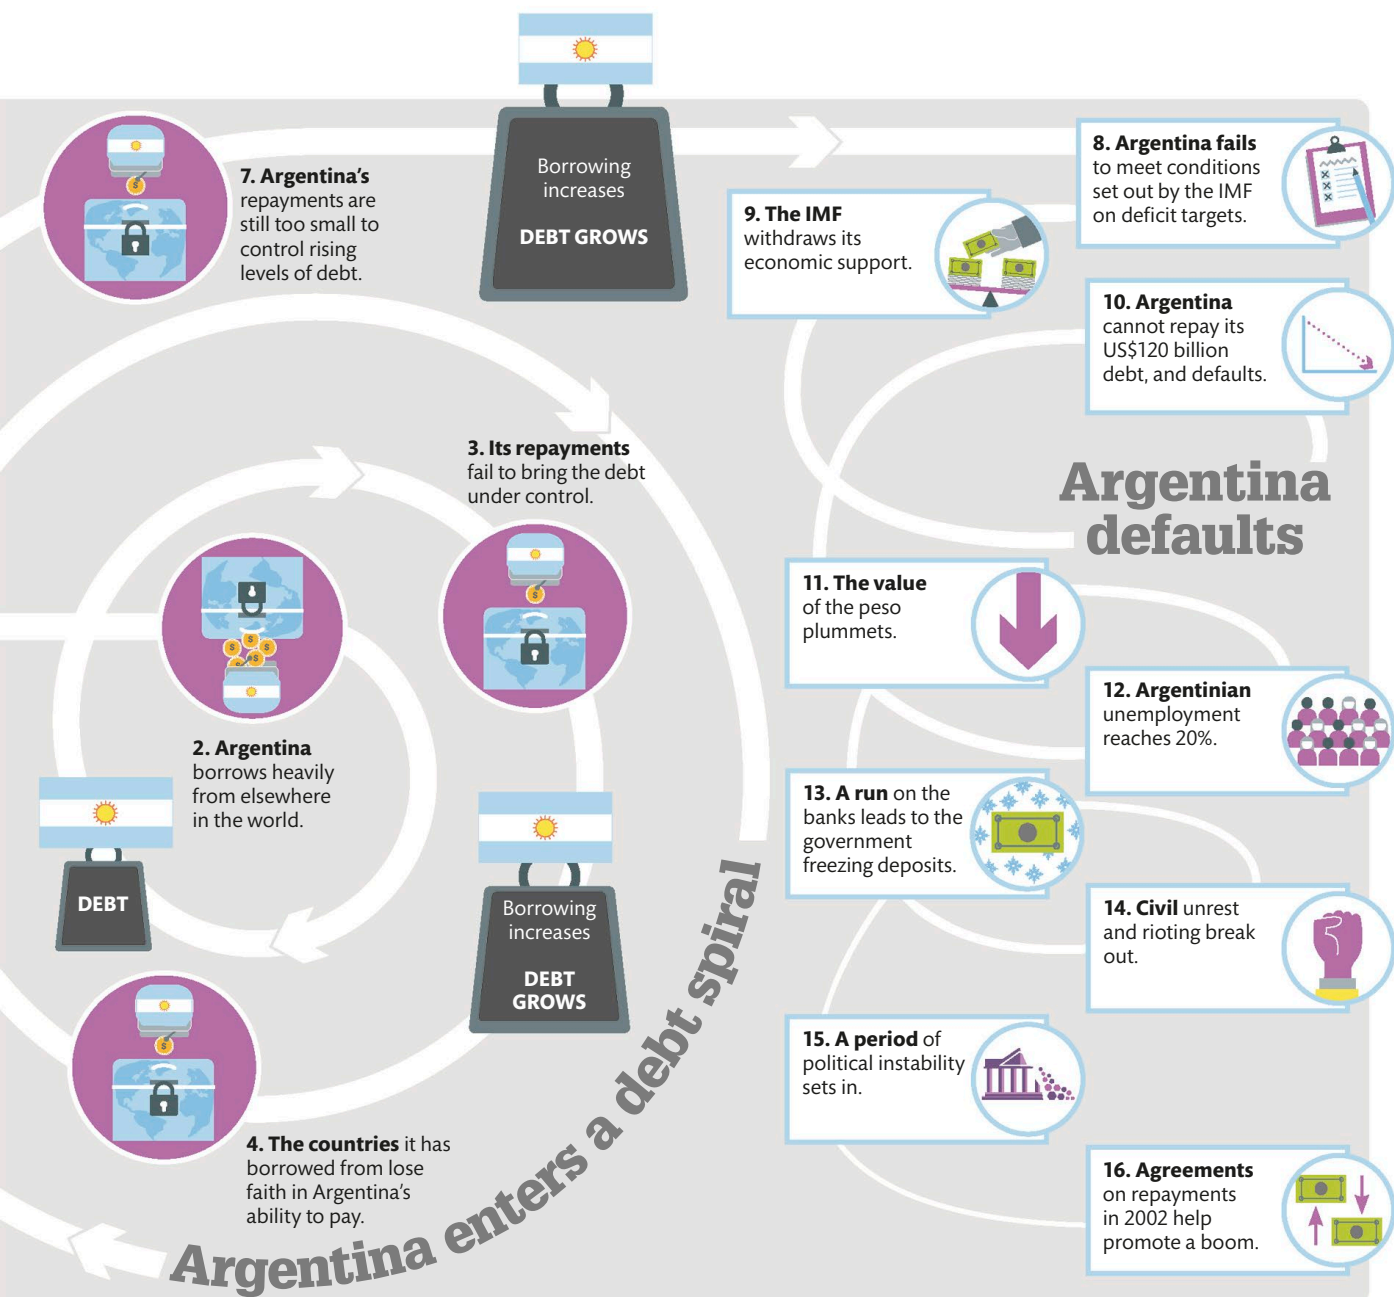 7. Argentina's
repayments are
still too small to
control rising
levels of debt.
Borrowing
increases
DEBT GROWS
8. Argentina fails
to meet conditions
set out by the IMF
on deficit targets.
9. The IMF
withdraws its
economic support.
10. Argentina
cannot repay its
US$120 billion
debt, and defaults.
3. Its repayments
fail to bring the debt
under control.
Argentina
defaults
11. The value
of the peso
plummets.
12. Argentinian
unemployment
reaches 20%.
2. Argentina
borrows heavily
from elsewhere
in the world.
13. A run on the
banks leads to the
government
freezing deposits.
DEBT
Borrowing
increases
DEBT
GROWS
14. Civil unrest
and rioting break
out.
15. A period of
political instability
sets in.
4. The countries it has
borrowed from lose
faith in Argentina's
ability to pay.
Argentina enters a debt spiral
16. Agreements
on repayments
in 2002 help
promote a boom.